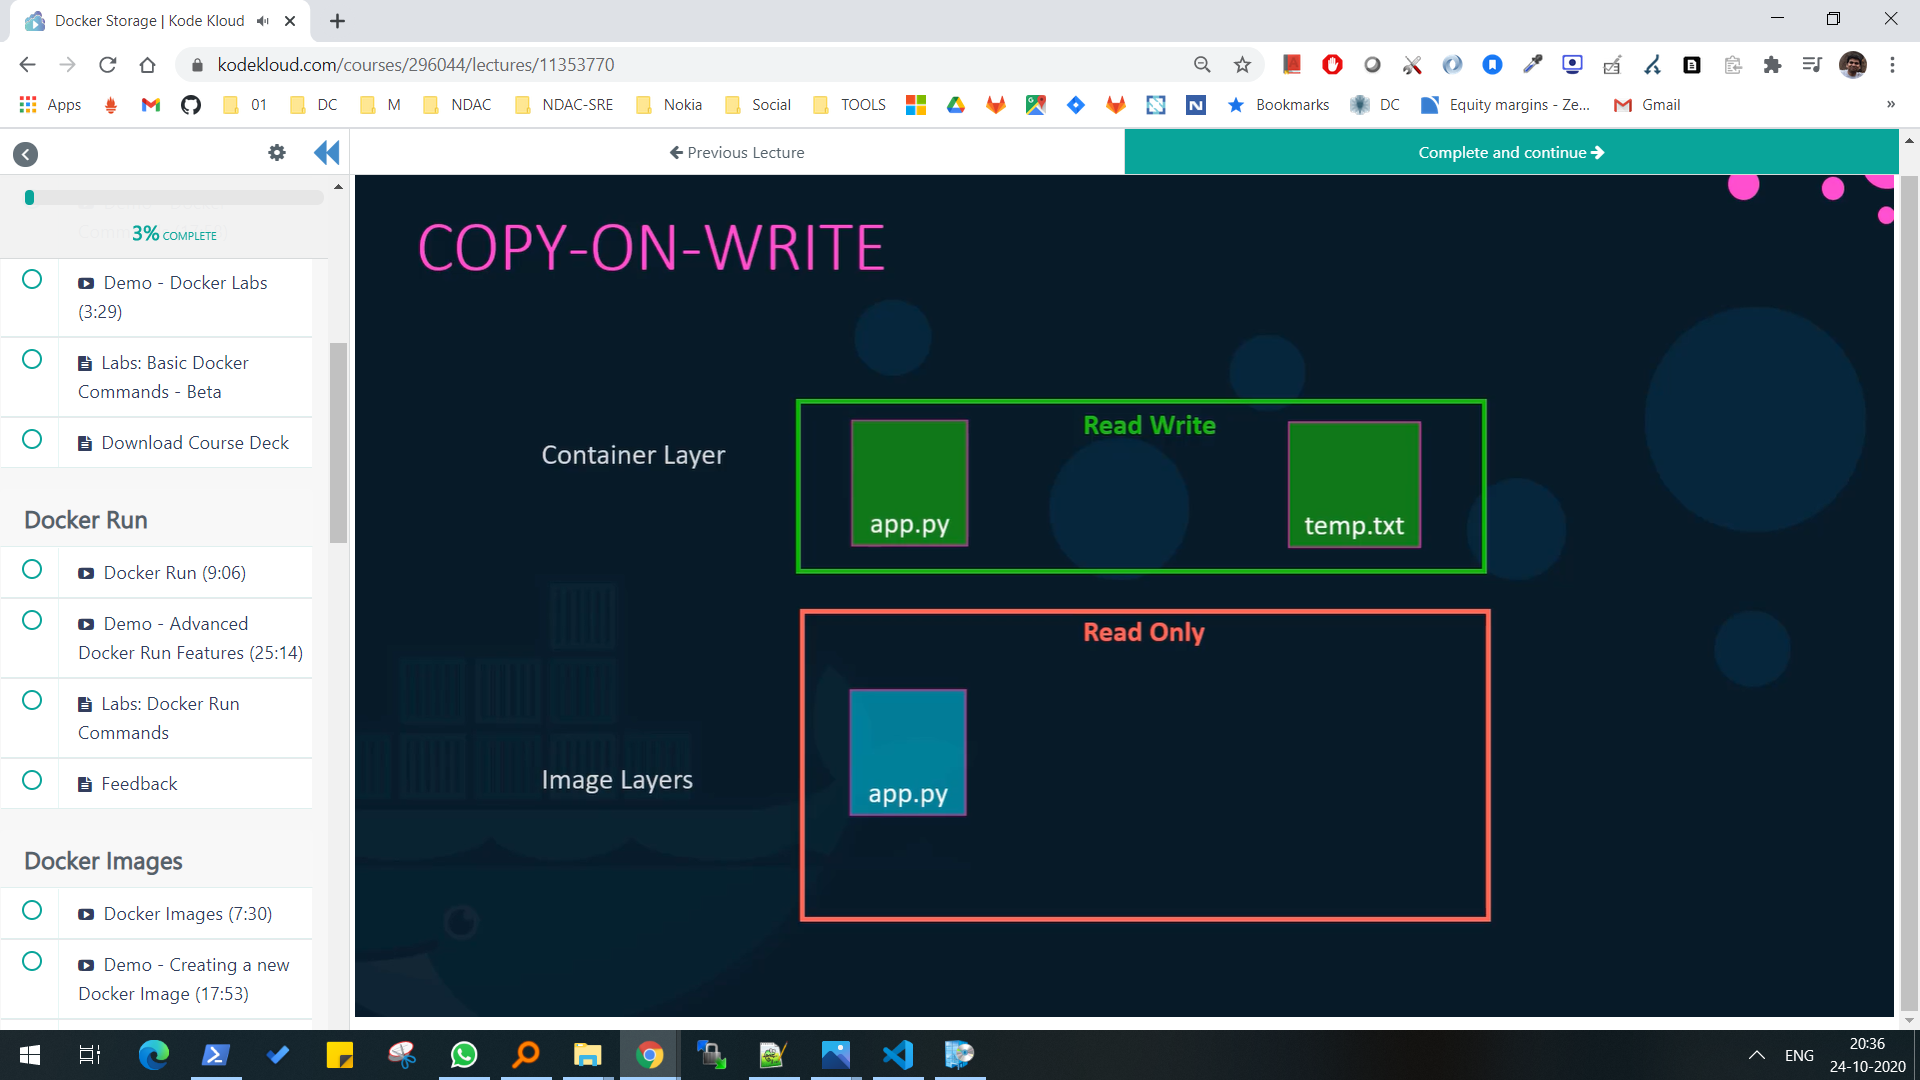 Docker Storage | Kode Kloud
kodekloud.com/courses/296044/lectures/11353770
Apps 01 DC M NDAC NDAC-SRE Nokia Social TOOLS N Bookmarks DC Equity margins - Ze... Gmail »
Previous Lecture
Complete and continue
3% COMPLETE
Demo - Docker Labs
(3:29)
Labs: Basic Docker
Commands - Beta
Download Course Deck
Docker Run
Docker Run (9:06)
Demo - Advanced
Docker Run Features (25:14)
Labs: Docker Run
Commands
Feedback
Docker Images
Docker Images (7:30)
Demo - Creating a new
Docker Image (17:53)
COPY-ON-WRITE
Container Layer
Read Write
app.py
temp.txt
Read Only
Image Layers
app.py
ENG
20:36
24-10-2020